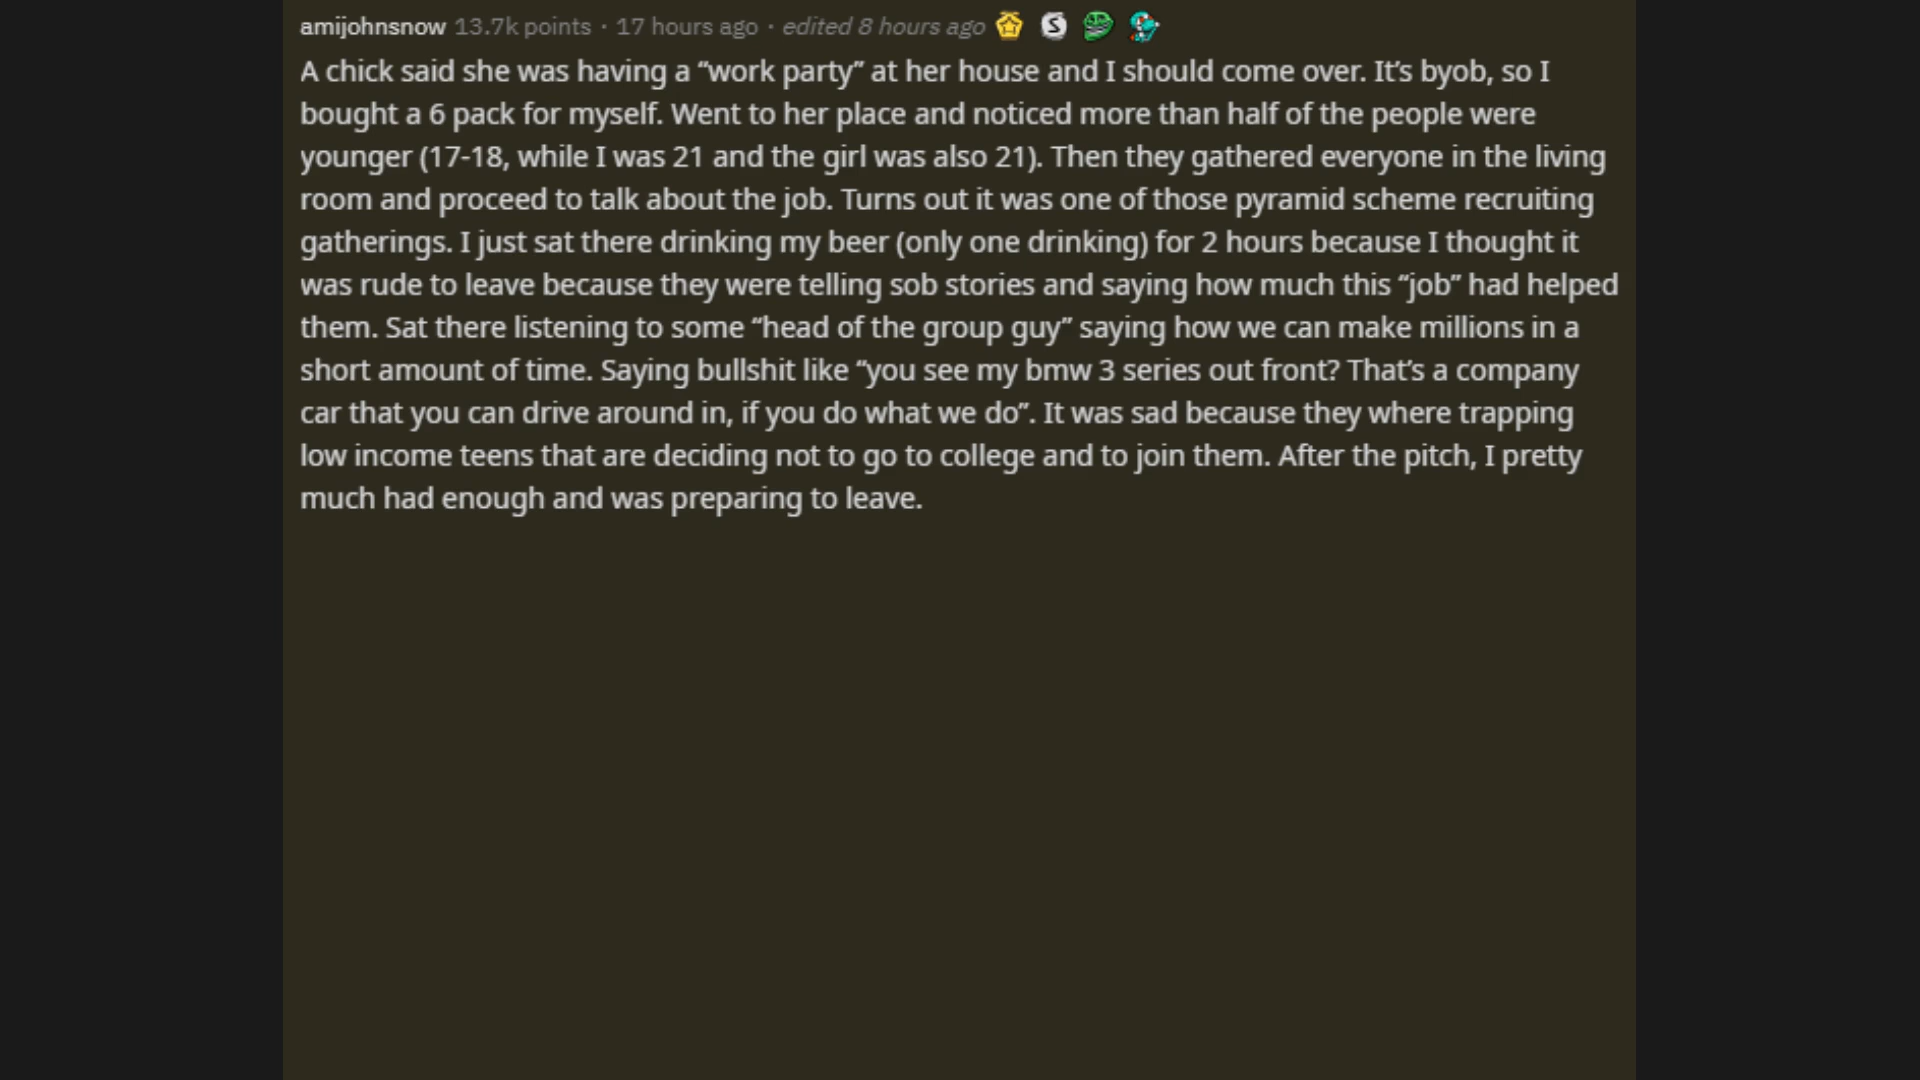 amijohnsnow 13.7k points · 17 hours ago · edited 8 hours ago
A chick said she was having a “work party” at her house and I should come over. It’s byob, so I
bought a 6 pack for myself. Went to her place and noticed more than half of the people were
younger (17-18, while I was 21 and the girl was also 21). Then they gathered everyone in the living
room and proceed to talk about the job. Turns out it was one of those pyramid scheme recruiting
gatherings. I just sat there drinking my beer (only one drinking) for 2 hours because I thought it
was rude to leave because they were telling sob stories and saying how much this “job” had helped
them. Sat there listening to some “head of the group guy” saying how we can make millions in a
short amount of time. Saying bullshit like “you see my bmw 3 series out front? That’s a company
car that you can drive around in, if you do what we do”. It was sad because they where trapping
low income teens that are deciding not to go to college and to join them. After the pitch, I pretty
much had enough and was preparing to leave.